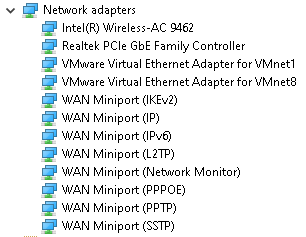 Network adapters
Intel(R) Wireless-AC 9462
Realtek PCIe GbE Family Controller
VMware Virtual Ethernet Adapter for VMnet1
VMware Virtual Ethernet Adapter for VMnet8
WAN Miniport (IKEv2)
WAN Miniport (IP)
WAN Miniport (IPv6)
WAN Miniport (L2TP)
WAN Miniport (Network Monitor)
WAN Miniport (PPPOE)
WAN Miniport (PPTP)
WAN Miniport (SSTP)